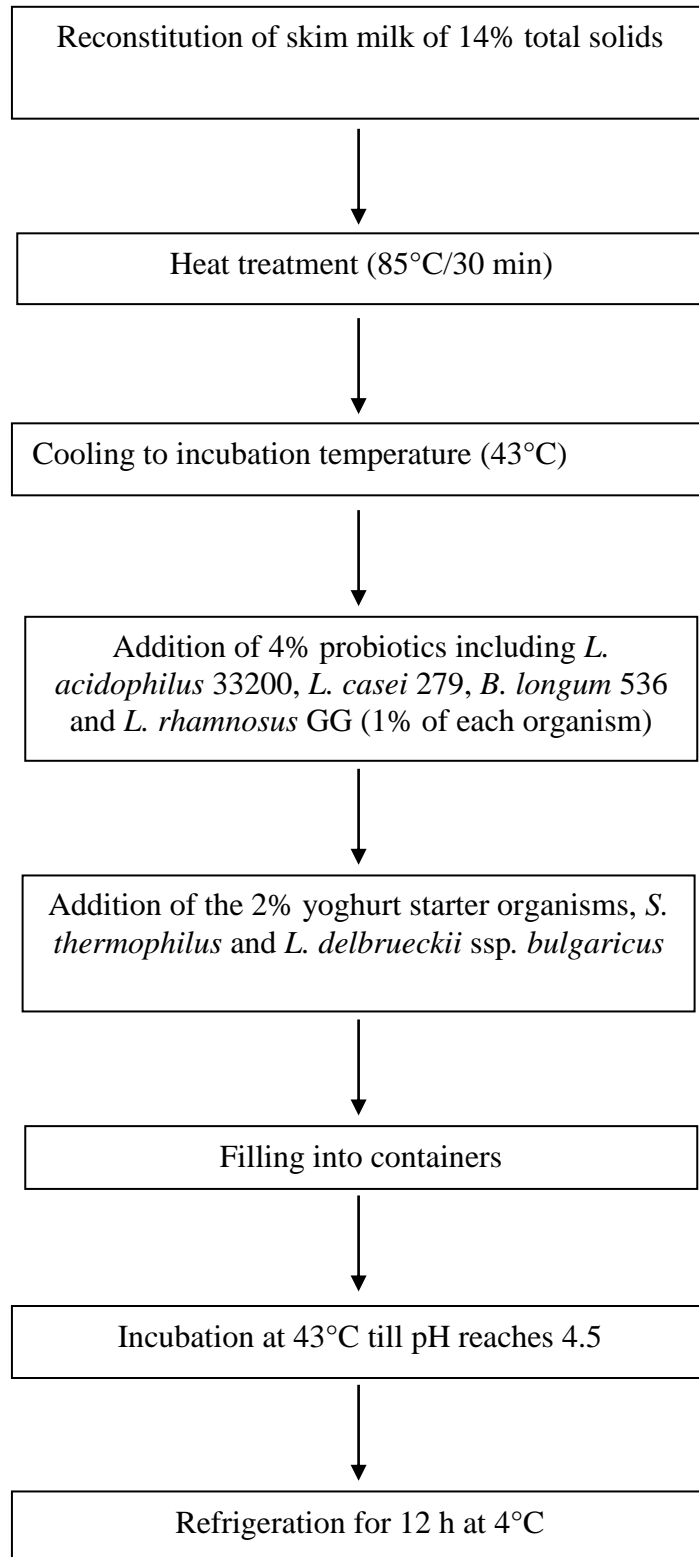 Reconstitution of skim milk of 14% total solids
Heat treatment (85°C/30 min)
Cooling to incubation temperature (43°C)
Addition of 4% probiotics including L.
acidophilus 33200, L. casei 279, B. longum 536
and L. rhamnosus GG (1% of each organism)
Addition of the 2% yoghurt starter organisms, S.
thermophilus and L. delbrueckii ssp. bulgaricus
Filling into containers
Incubation at 43°C till pH reaches 4.5
Refrigeration for 12 h at 4°C